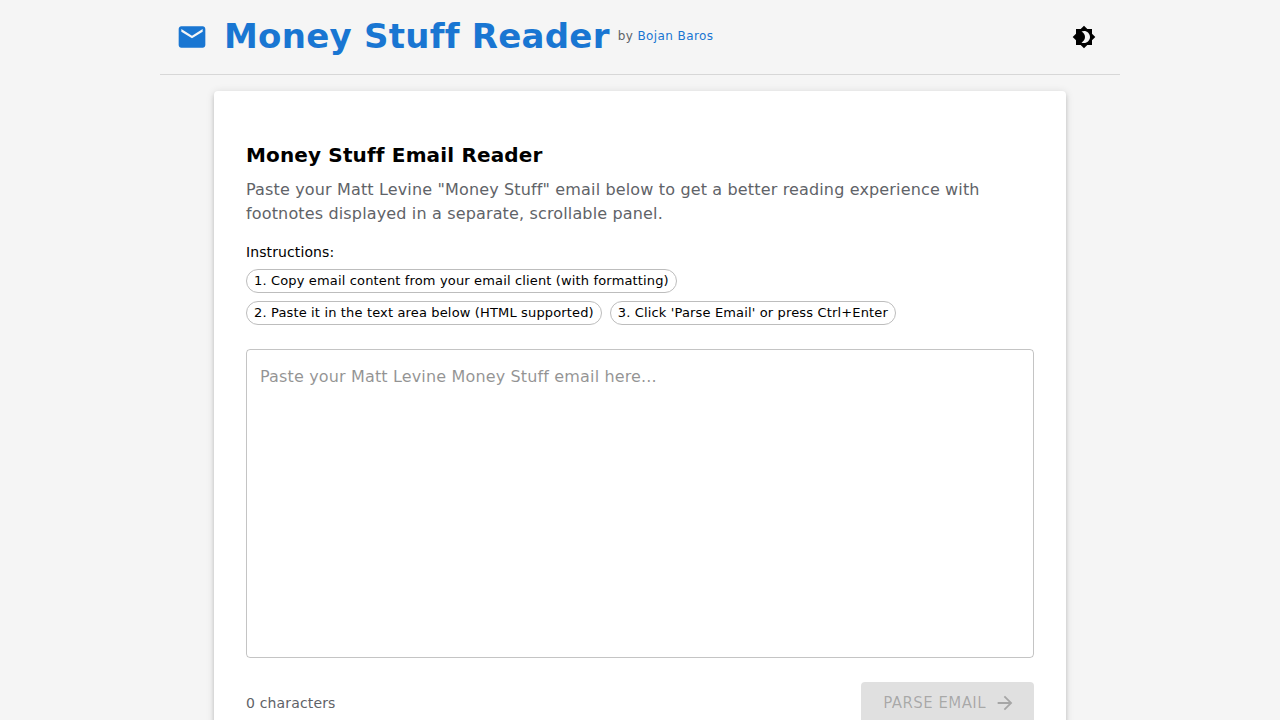 Money Stuff Reader by Bojan Baros
Money Stuff Email Reader
Paste your Matt Levine "Money Stuff" email below to get a better reading experience with
footnotes displayed in a separate, scrollable panel.
Instructions:
1. Copy email content from your email client (with formatting)
2. Paste it in the text area below (HTML supported) 3. Click 'Parse Email' or press Ctrl+Enter
Paste your Matt Levine Money Stuff email here...
0 characters PARSE EMAIL